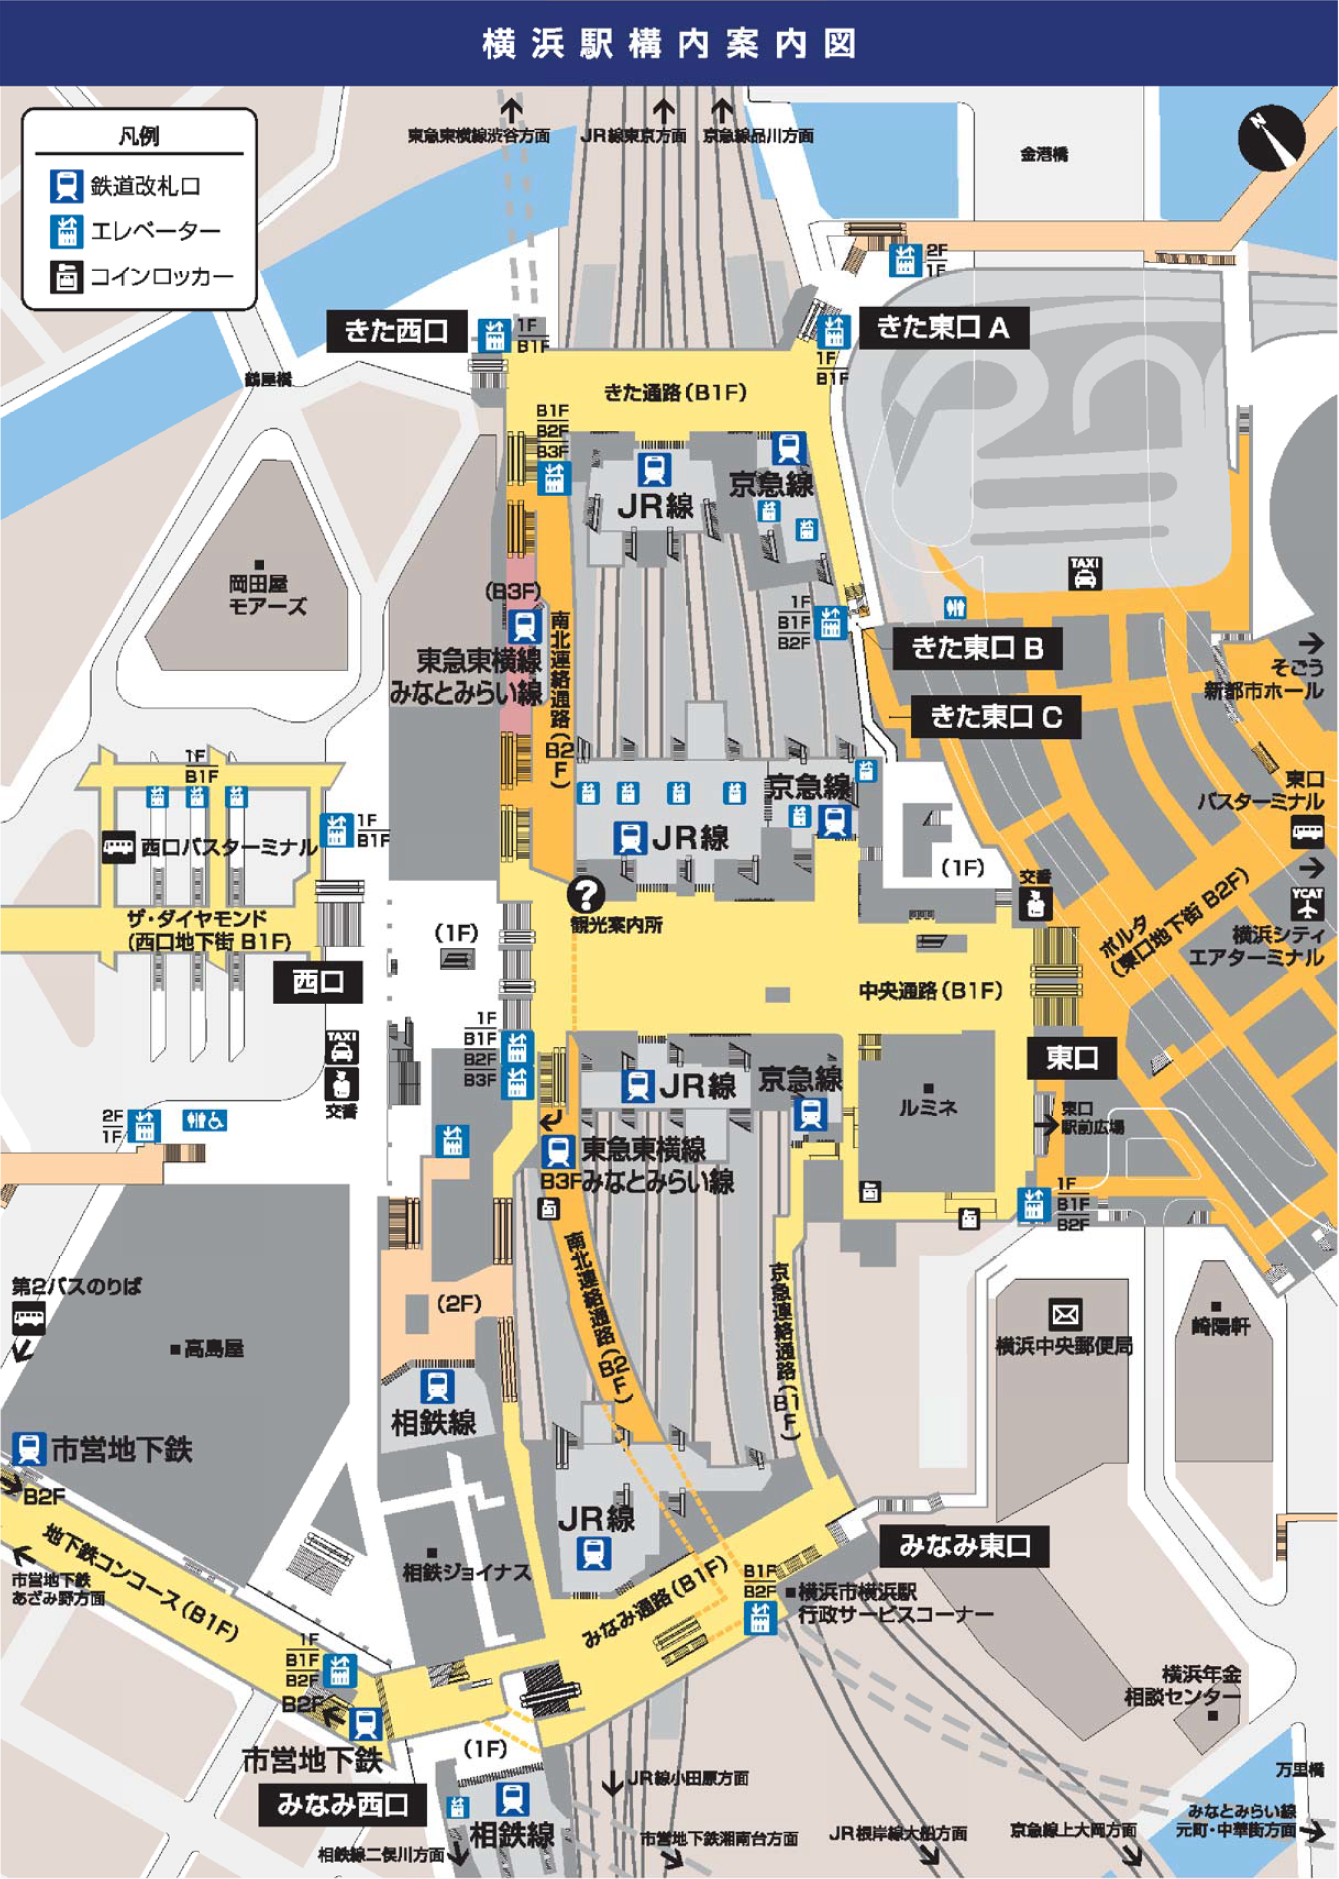 横浜駅構内案内図
凡例
鉄道改札口
エレベーター
コインロッカー
東急東横線渋谷方面
JR線東京方面
京急線品川方面
金港橋
N
2F
1F
きた西口
1F
B1F
きた東口 A
1F
B1F
鶴屋橋
きた通路(B1F)
B1F
B2F
B3F
JR線
京急線
岡田屋
モアーズ
TAXI
(B3F)
東急東横線
みなとみらい線
南北連絡通路(B2F)
1F
B1F
B2F
きた東口 B
きた東口 C
そごう
新都市ホール
東口
バスターミナル
1F
B1F
西口バスターミナル
1F
B1F
京急線
JR線
(1F)
交番
ポルタ
(東口地下街 B2F)
YCAT
横浜シティ
エアターミナル
ザ・ダイヤモンド
(西口地下街 B1F)
(1F)
?
観光案内所
西口
中央通路(B1F)
TAXI
交番
1F
B1F
B2F
B3F
JR線
京急線
ルミネ
東口
東口
駅前広場
2F
1F
東急東横線
B3Fみなとみらい線
1F
B1F
B2F
南北連絡通路(B2F)
京急連絡通路(B1F)
第2バスのりば
高島屋
(2F)
相鉄線
横浜中央郵便局
崎陽軒
市営地下鉄
B2F
地下鉄コンコース(B1F)
市営地下鉄
あざみ野方面
相鉄ジョイナス
JR線
みなみ東口
みなみ通路(B1F)
B1F
B2F
横浜市横浜駅
行政サービスコーナー
1F
B1F
B2F
B2F
市営地下鉄
みなみ西口
(1F)
相鉄線
相鉄線二俣川方面
横浜年金
相談センター
万里橋
JR線小田原方面
市営地下鉄湘南台方面
JR根岸線大船方面
京急線上大岡方面
みなとみらい線
元町・中華街方面